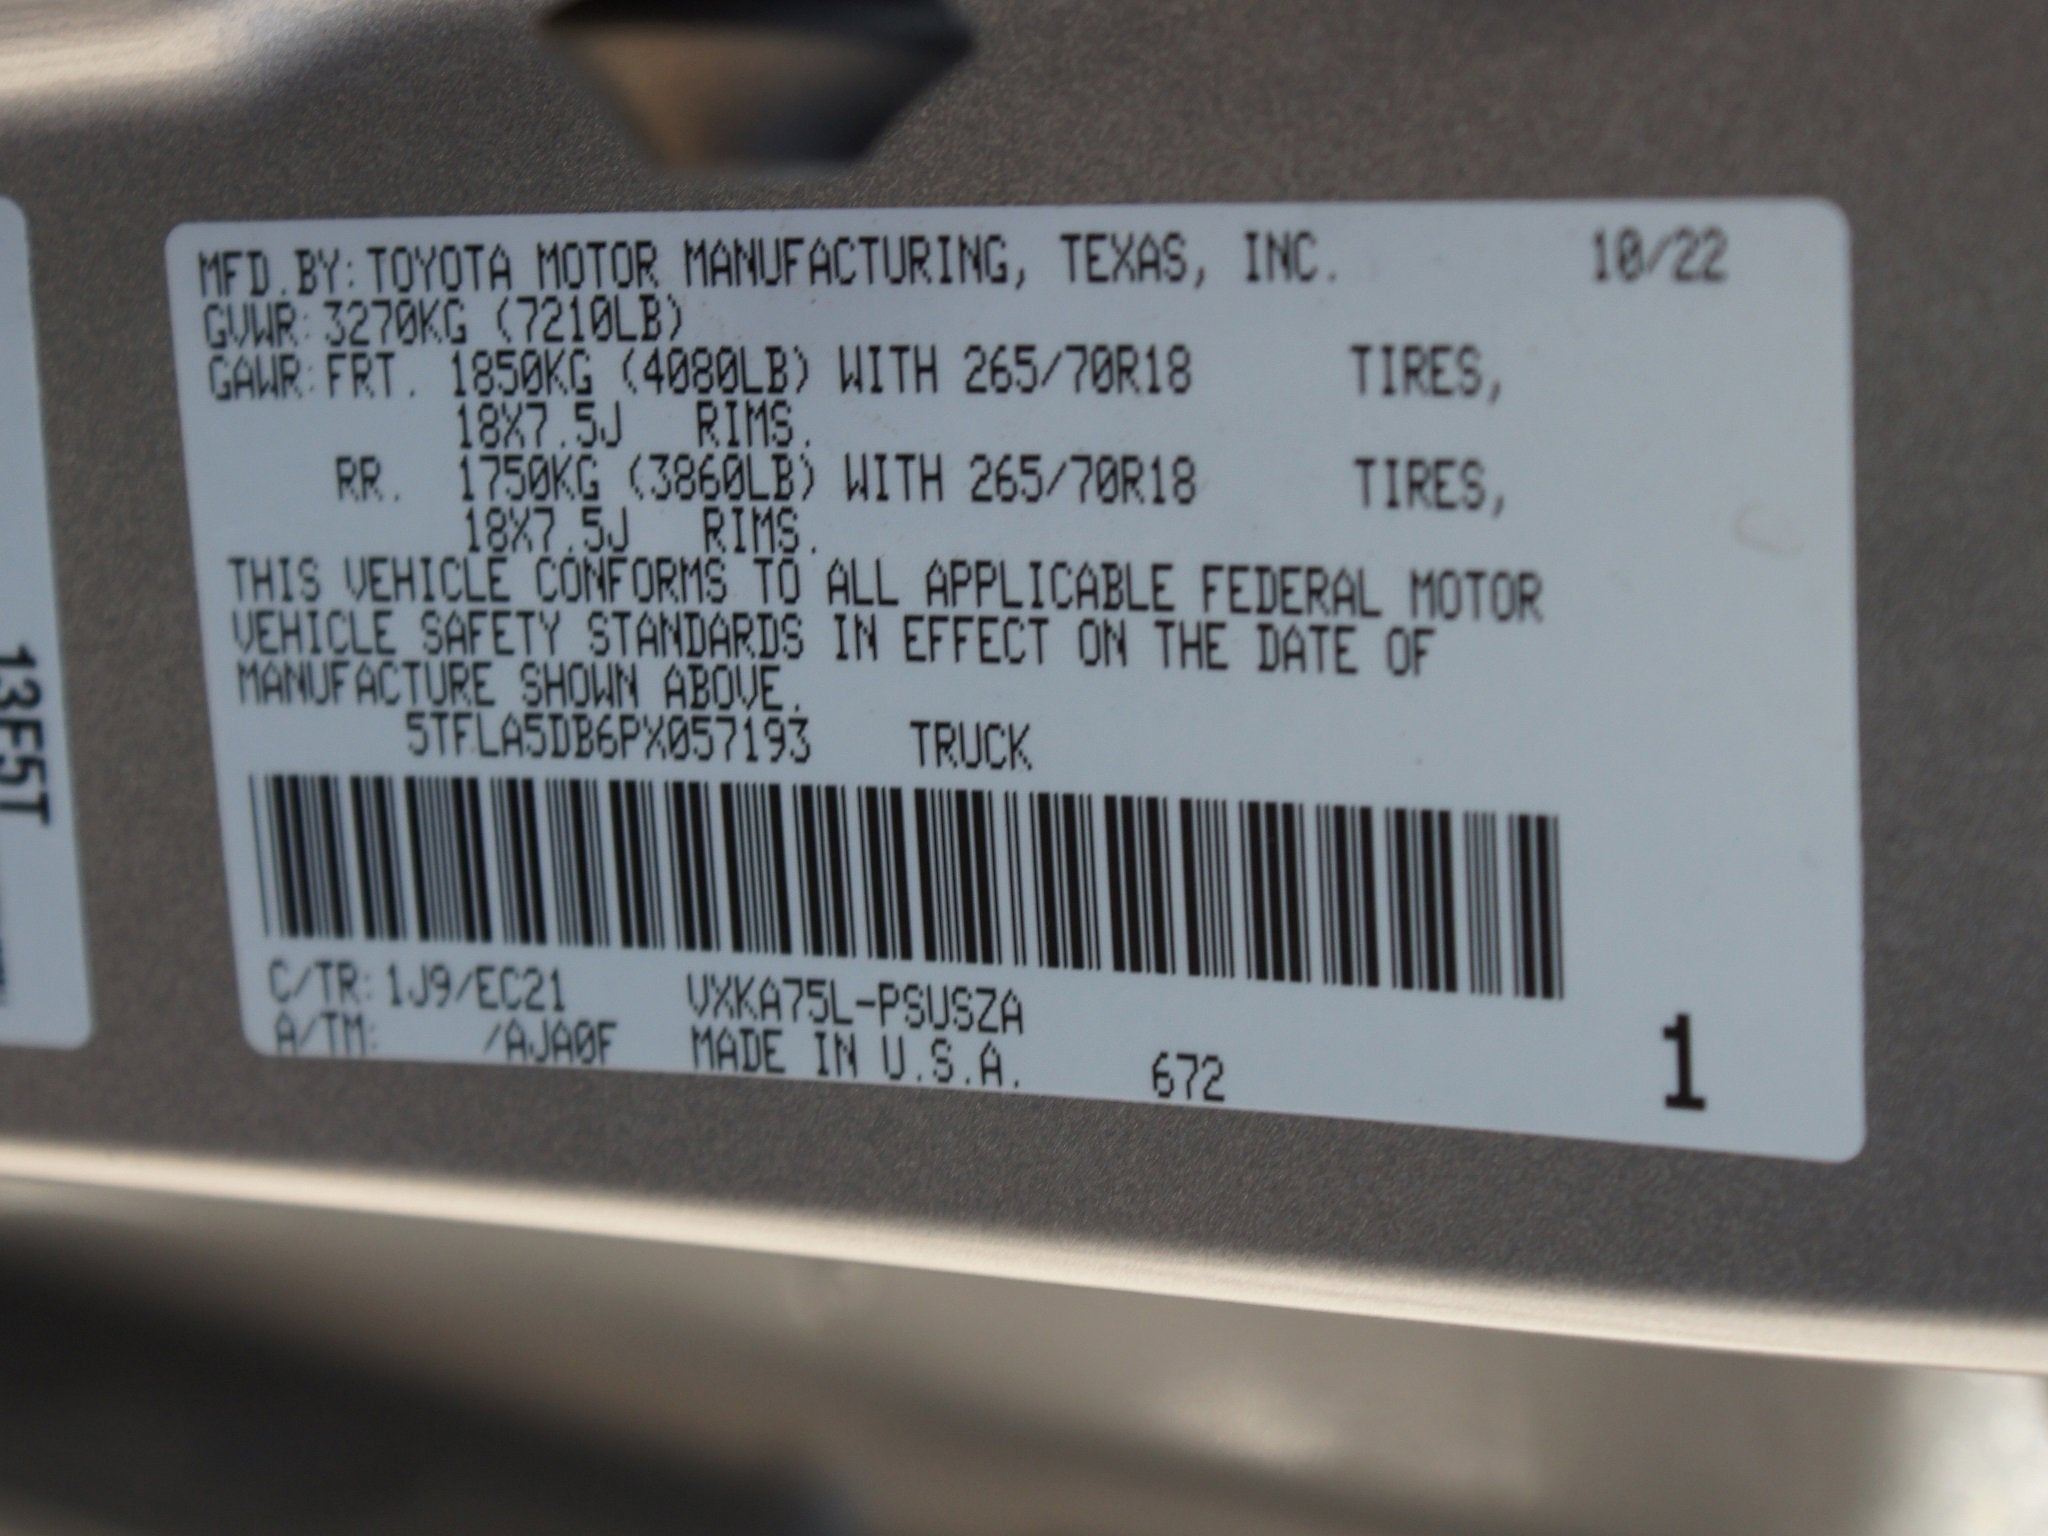 MFD.BY:TOYOTA MOTOR MANUFACTURING, TEXAS, INC. 10/22
GVWR:3270KG (7210LB)
GAWR:FRT. 1850KG (4080LB) WITH 265/70R18 TIRES,
18X7.5J RIMS.
RR. 1750KG (3860LB) WITH 265/70R18 TIRES,
18X7.5J RIMS.
THIS VEHICLE CONFORMS TO ALL APPLICABLE FEDERAL MOTOR
VEHICLE SAFETY STANDARDS IN EFFECT ON THE DATE OF
MANUFACTURE SHOWN ABOVE.
5TFLA5DB6PX057193 TRUCK
C/TR:1J9/EC21 VXKA75L-PSUSZA
A/TM: /AJA0F MADE IN U.S.A. 672
1
13F5T